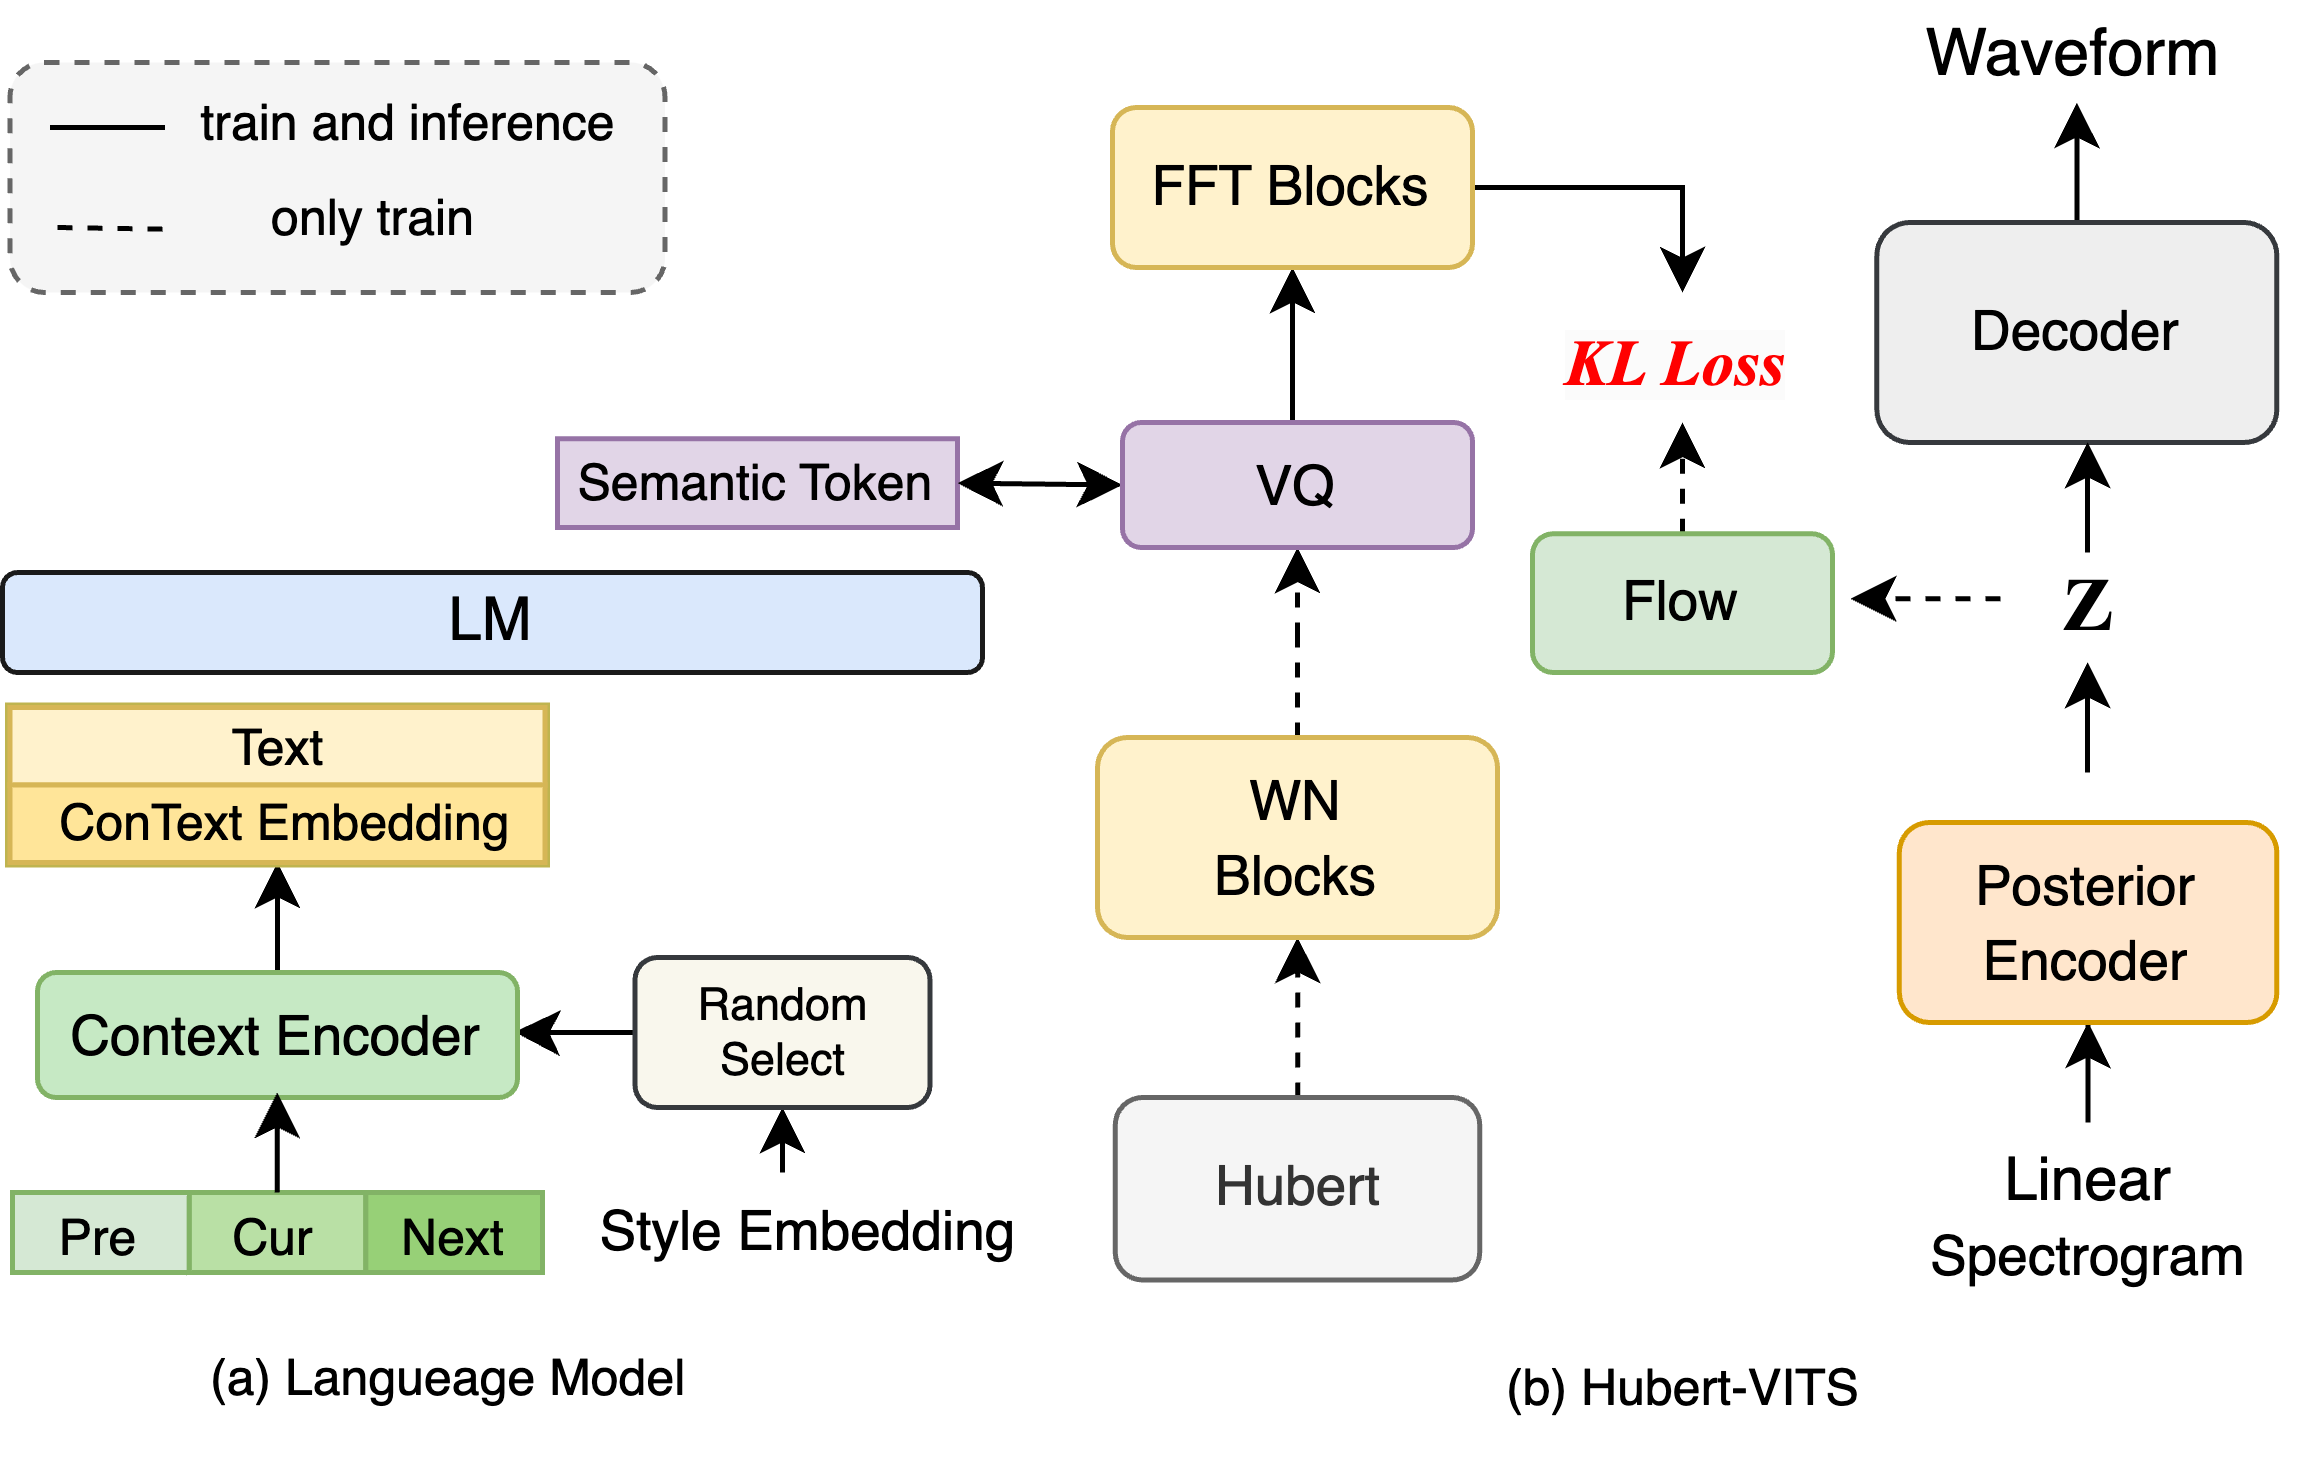 train and inference
only train
Semantic Token
LM
Text
ConText Embedding
Context Encoder
Random
Select
Pre Cur Next
Style Embedding
(a) Langueage Model
FFT Blocks
KL Loss
VQ
Flow
WN
Blocks
Hubert
Waveform
Decoder
z
Posterior
Encoder
Linear
Spectrogram
(b) Hubert-VITS